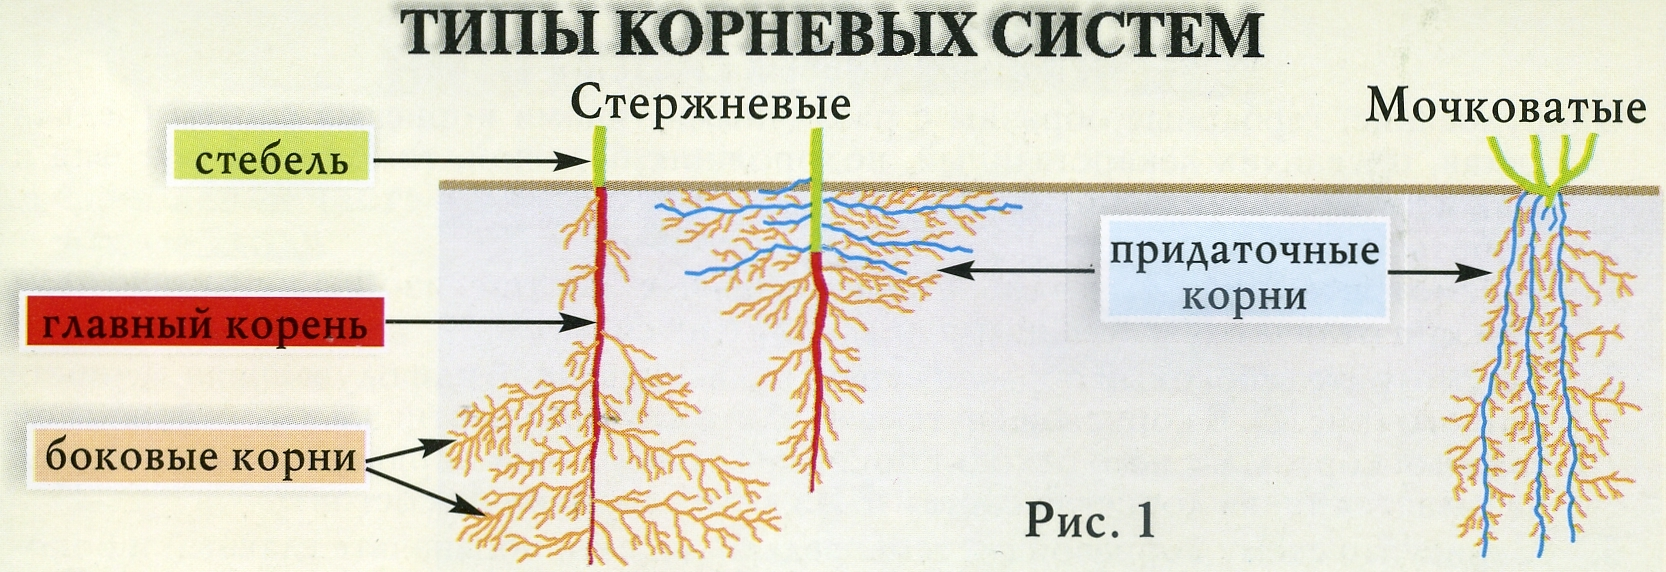 ТИПЫ КОРНЕВЫХ СИСТЕМ
Стержневые
Мочковатые
стебель
придаточные
корни
главный корень
боковые корни
Рис. 1